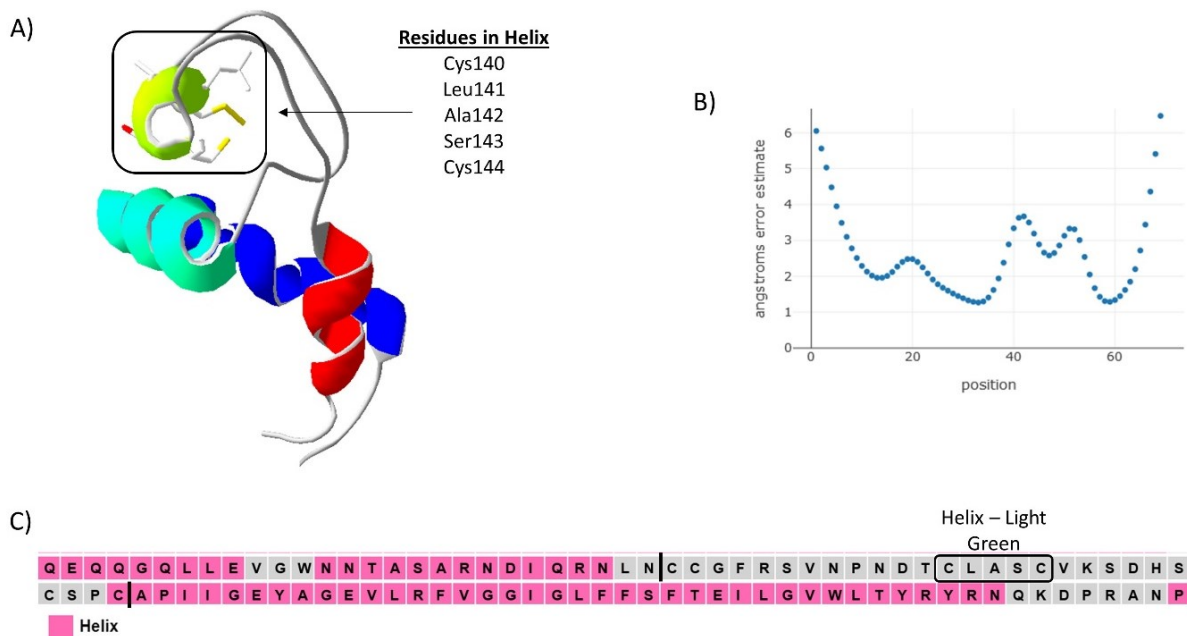 A)
Residues in Helix
Cys140
Leu141
Ala142
Ser143
Cys144
B)
angstroms error estimate
6
5
4
3
2
1
0
0 20 40 60
position
C)
Helix – Light
Green
Q E Q Q G Q L L E V G W N N T A S A R N D I Q R N L N C C G F R S V N P N D T C L A S C V K S D H S
C S P C A P I I G E Y A G E V L R F V G G I G L F F S F T E I L G V W L T Y R Y R N Q K D P R A N P
Helix